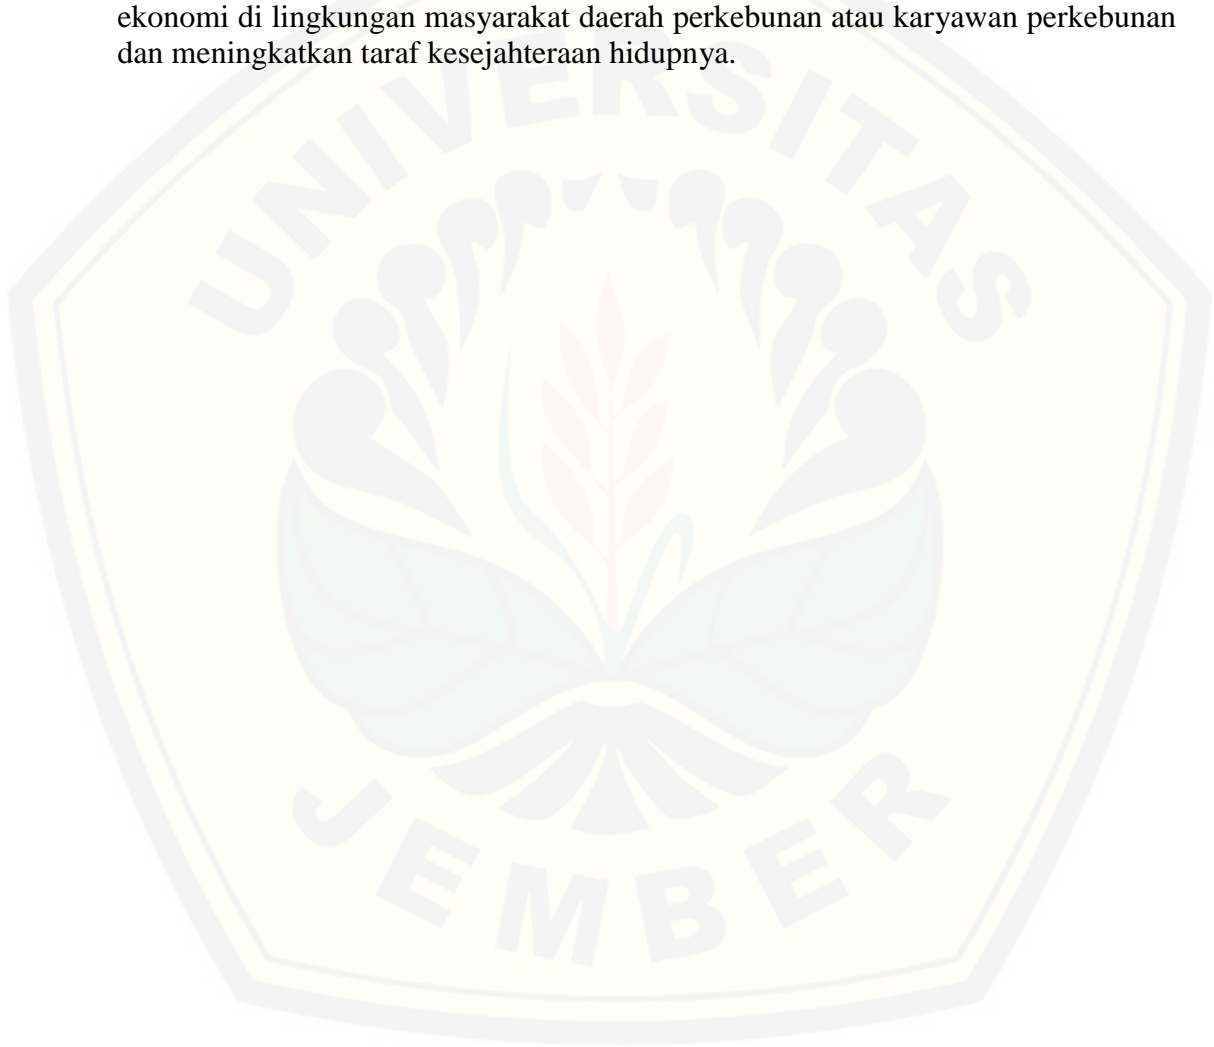 ekonomi di lingkungan masyarakat daerah perkebunan atau karyawan perkebunan
dan meningkatkan taraf kesejahteraan hidupnya.
UNIVERSITAS
JEMBER